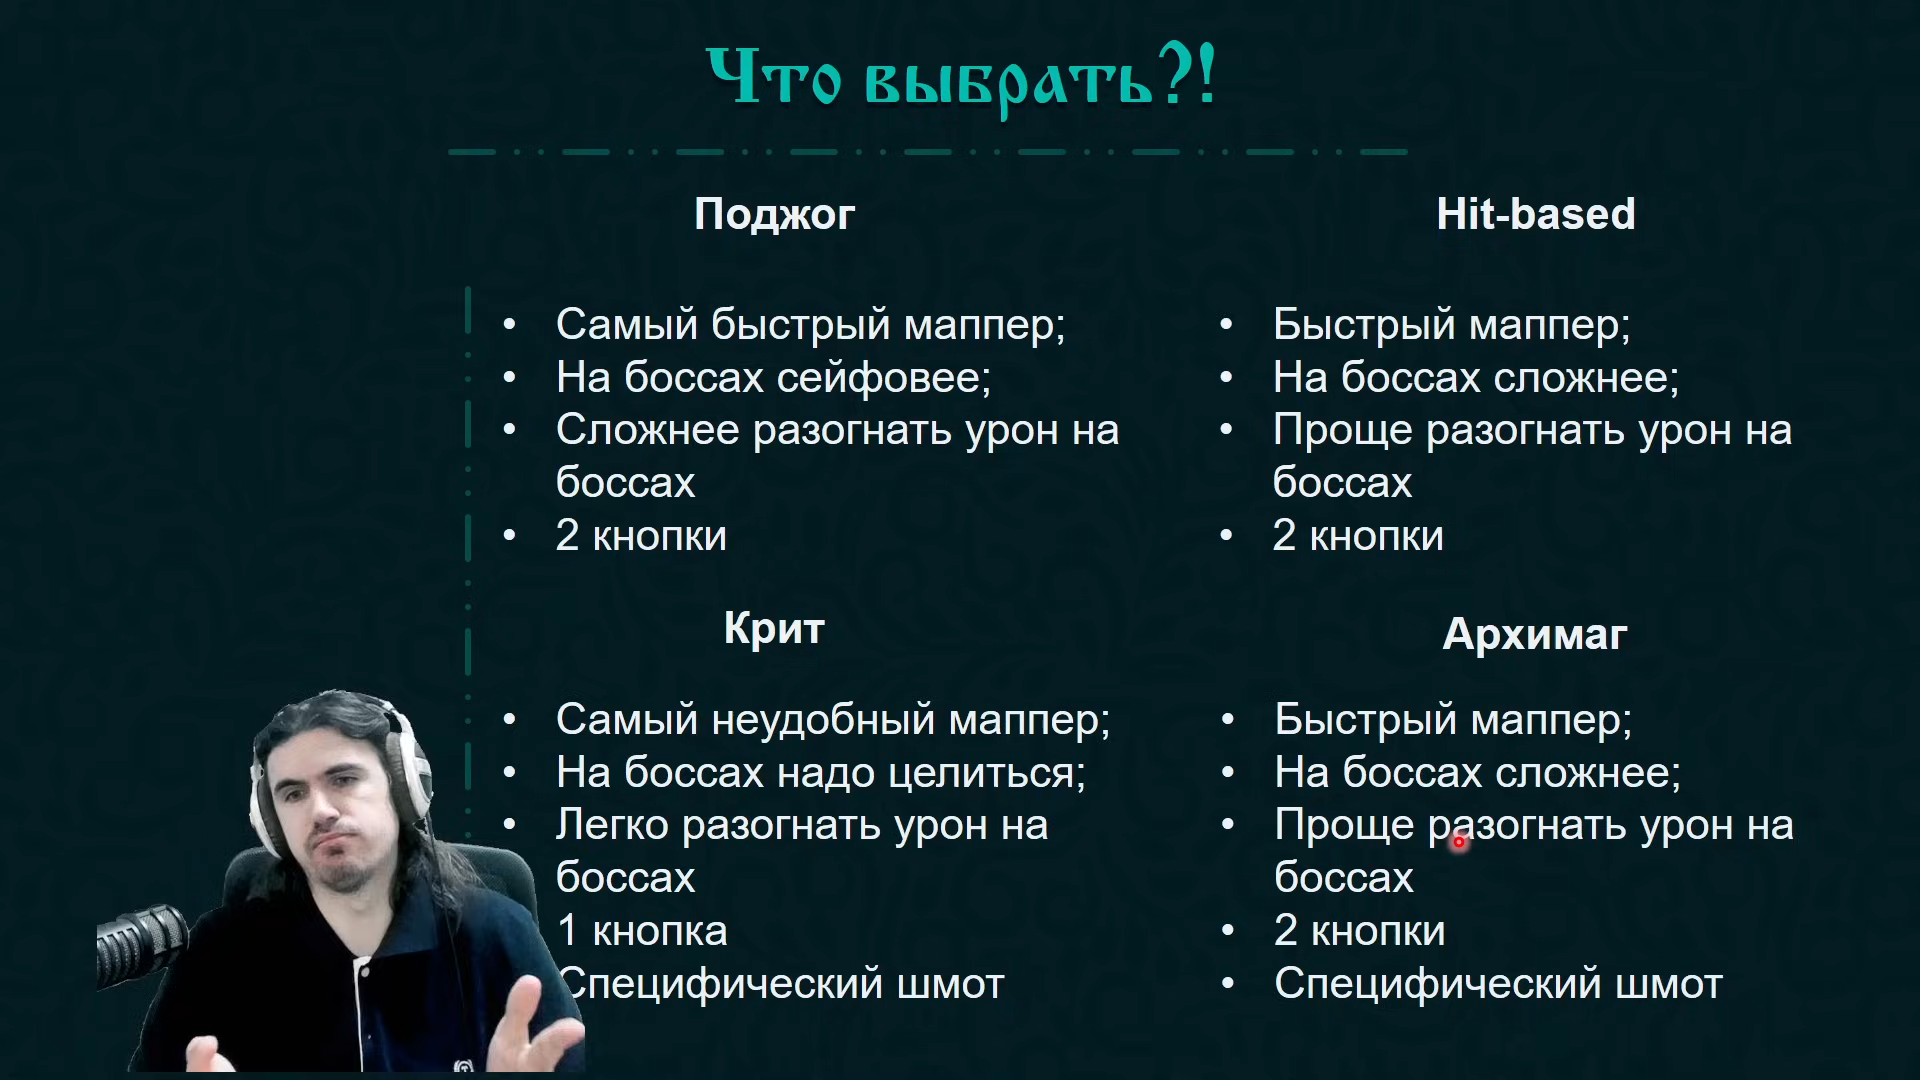 Что выбрать?!
Поджог
• Самый быстрый маппер;
• На боссах сейфовее;
• Сложнее разогнать урон на
боссах
• 2 кнопки
Hit-based
• Быстрый маппер;
• На боссах сложнее;
• Проще разогнать урон на
боссах
• 2 кнопки
Крит
• Самый неудобный маппер;
• На боссах надо целиться;
• Легко разогнать урон на
боссах
1 кнопка
Специфический шмот
Архимаг
• Быстрый маппер;
• На боссах сложнее;
• Проще разогнать урон на
боссах
• 2 кнопки
• Специфический шмот